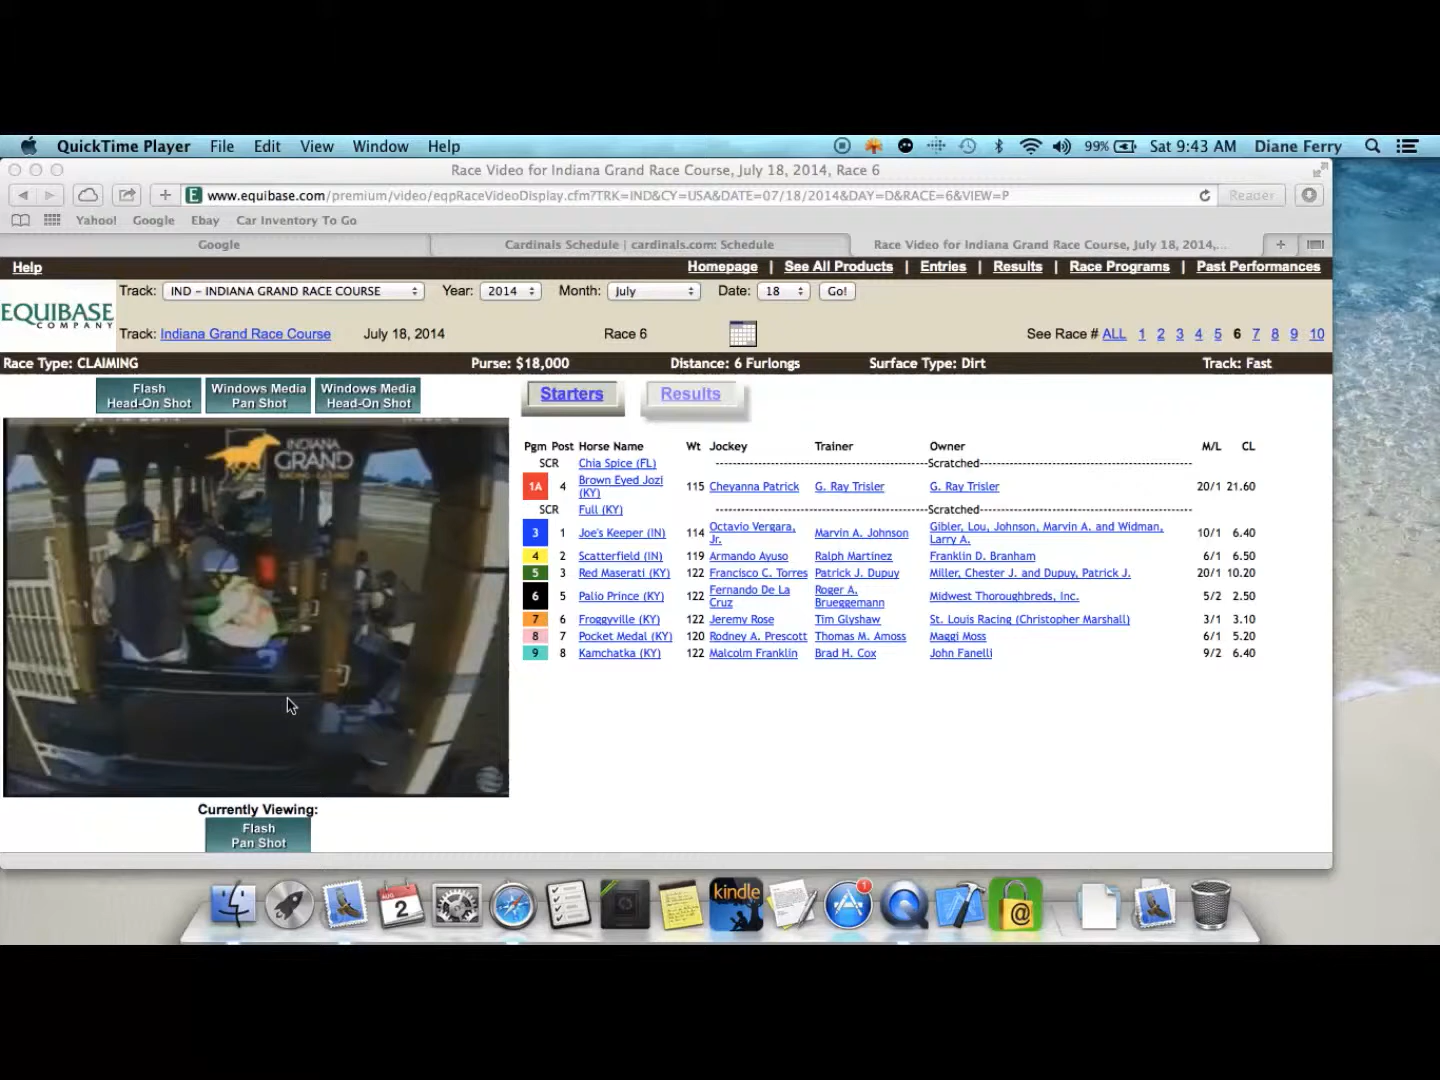 QuickTime Player File Edit View Window Help 99% Sat 9:43 AM Diane Ferry
Race Video for Indiana Grand Race Course, July 18, 2014, Race 6
www.equibase.com/premium/video/eqpRaceVideoDisplay.cfm?TRK=IND&CY=USA&DATE=07/18/2014&DAY=D&RACE=6&VIEW=P Reader
Yahoo! Google Ebay Car Inventory To Go
Google Cardinals Schedule | cardinals.com: Schedule Race Video for Indiana Grand Race Course, July 18, 2014,...
Help Homepage | See All Products | Entries | Results | Race Programs | Past Performances
EQUIBASE COMPANY
Track: IND - INDIANA GRAND RACE COURSE Year: 2014 Month: July Date: 18 Go!
Track: Indiana Grand Race Course July 18, 2014 Race 6 See Race # ALL 1 2 3 4 5 6 7 8 9 10
Race Type: CLAIMING Purse: $18,000 Distance: 6 Furlongs Surface Type: Dirt Track: Fast
Flash Head-On Shot
Windows Media Pan Shot
Windows Media Head-On Shot
Starters Results
INDIANA
GRAND
Pgm Post Horse Name Wt Jockey Trainer Owner M/L CL
SCR Chia Spice (FL) -Scratched-
1A 4 Brown Eyed Jozi (KY) 115 Cheyanna Patrick G. Ray Trisler G. Ray Trisler 20/1 21.60
SCR Full (KY) -Scratched-
3 1 Joe's Keeper (IN) 114 Octavio Vergara, Jr. Marvin A. Johnson Gibler, Lou, Johnson, Marvin A. and Widman, Larry A. 10/1 6.40
4 2 Scatterfield (IN) 119 Armando Ayuso Ralph Martinez Franklin D. Branham 6/1 6.50
5 3 Red Maserati (KY) 122 Francisco C. Torres Patrick J. Dupuy Miller, Chester J. and Dupuy, Patrick J. 20/1 10.20
6 5 Palio Prince (KY) 122 Fernando De La Cruz Roger A. Brueggemann Midwest Thoroughbreds, Inc. 5/2 2.50
7 6 Froggyville (KY) 122 Jeremy Rose Tim Glyshaw St. Louis Racing (Christopher Marshall) 3/1 3.10
8 7 Pocket Medal (KY) 120 Rodney A. Prescott Thomas M. Amoss Maggi Moss 6/1 5.20
9 8 Kamchatka (KY) 122 Malcolm Franklin Brad H. Cox John Fanelli 9/2 6.40
Currently Viewing:
Flash
Pan Shot
AUG 2 kindle 1 @